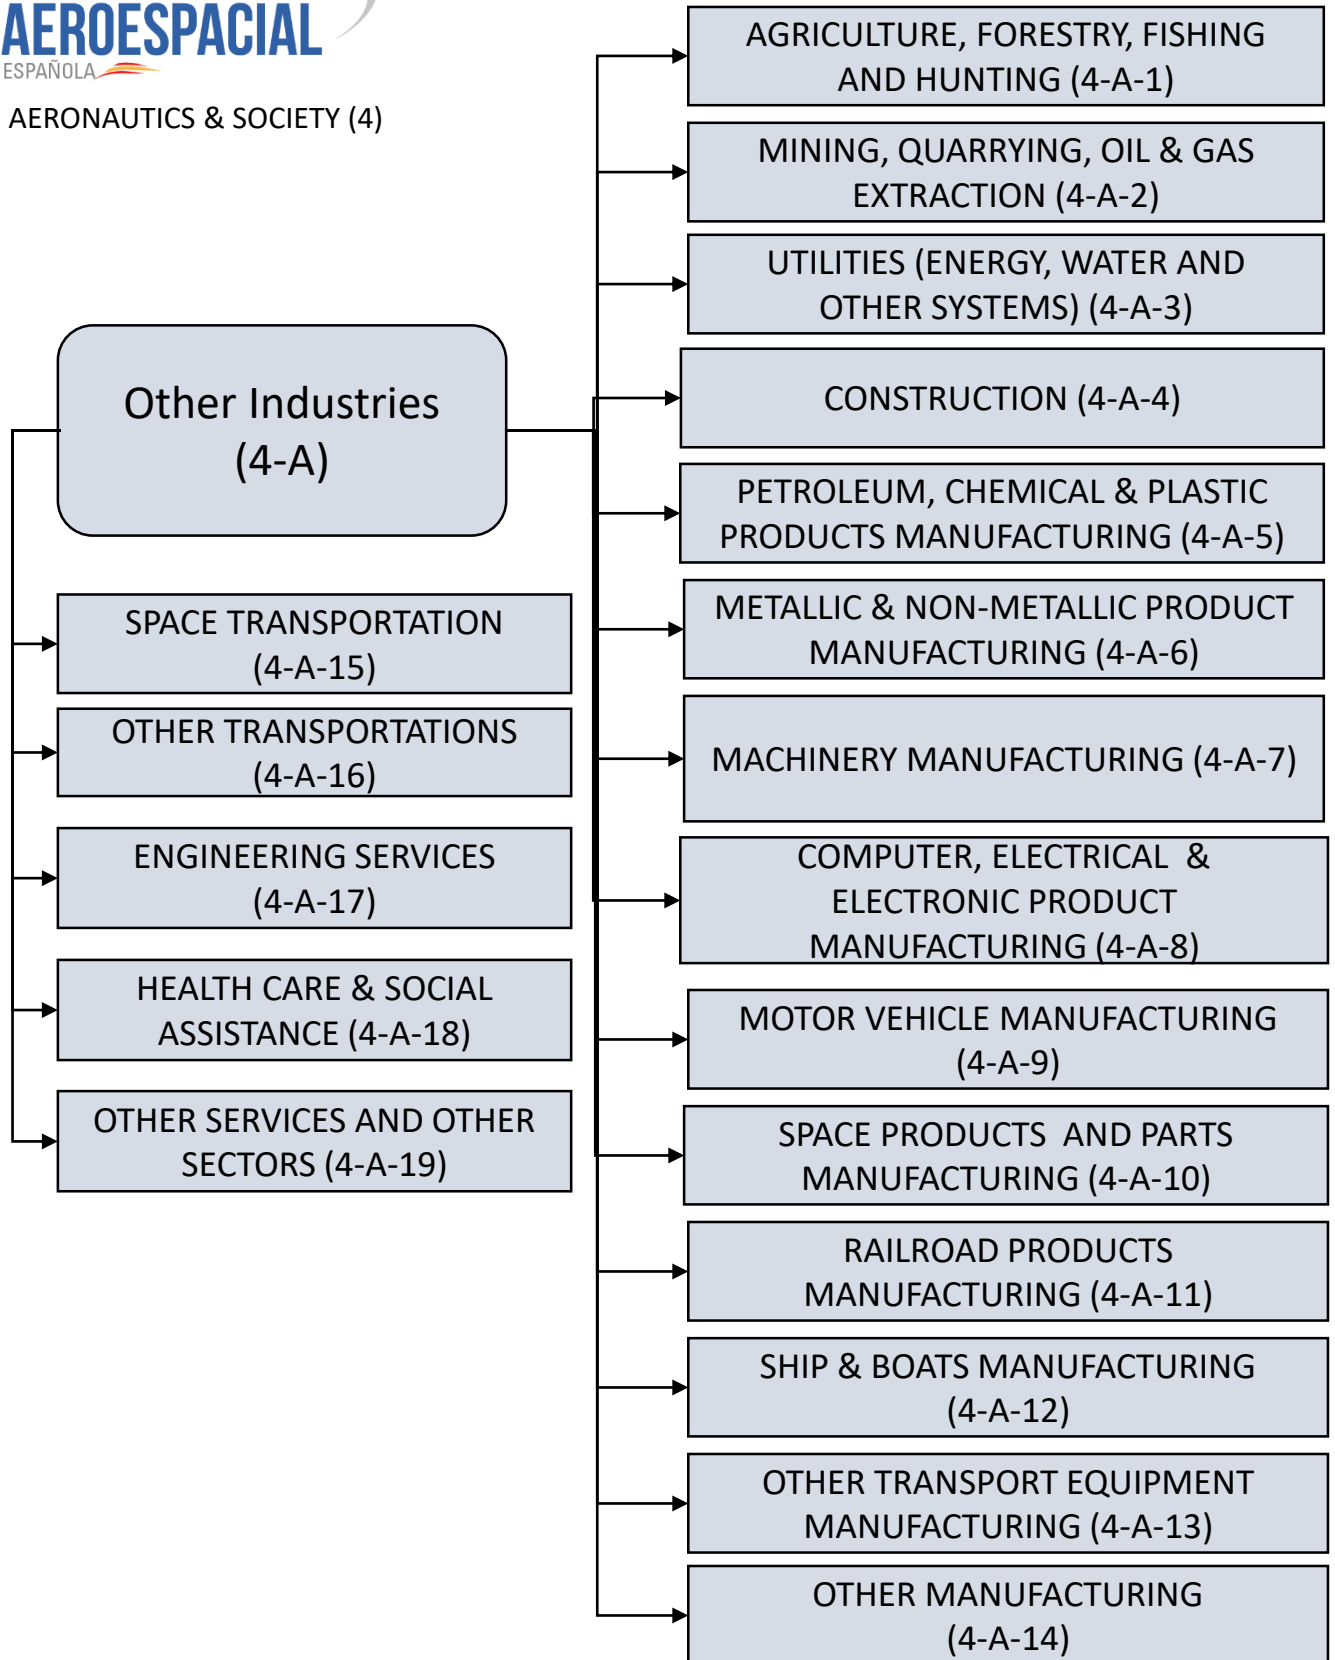 AEROESPACIAL
ESPAÑOLA
AERONAUTICS & SOCIETY (4)
Other Industries
(4-A)
SPACE TRANSPORTATION
(4-A-15)
OTHER TRANSPORTATIONS
(4-A-16)
ENGINEERING SERVICES
(4-A-17)
HEALTH CARE & SOCIAL
ASSISTANCE (4-A-18)
OTHER SERVICES AND OTHER
SECTORS (4-A-19)
AGRICULTURE, FORESTRY, FISHING
AND HUNTING (4-A-1)
MINING, QUARRYING, OIL & GAS
EXTRACTION (4-A-2)
UTILITIES (ENERGY, WATER AND
OTHER SYSTEMS) (4-A-3)
CONSTRUCTION (4-A-4)
PETROLEUM, CHEMICAL & PLASTIC
PRODUCTS MANUFACTURING (4-A-5)
METALLIC & NON-METALLIC PRODUCT
MANUFACTURING (4-A-6)
MACHINERY MANUFACTURING (4-A-7)
COMPUTER, ELECTRICAL  &
ELECTRONIC PRODUCT
MANUFACTURING (4-A-8)
MOTOR VEHICLE MANUFACTURING
(4-A-9)
SPACE PRODUCTS  AND PARTS
MANUFACTURING (4-A-10)
RAILROAD PRODUCTS
MANUFACTURING (4-A-11)
SHIP & BOATS MANUFACTURING
(4-A-12)
OTHER TRANSPORT EQUIPMENT
MANUFACTURING (4-A-13)
OTHER MANUFACTURING
(4-A-14)